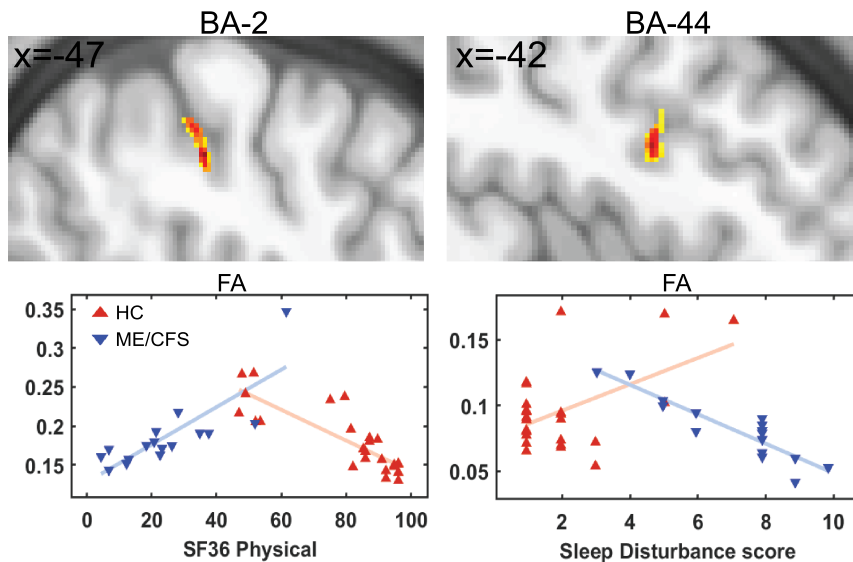 BA-2
BA-44
x=-47
x=-42
FA
FA
0.35
0.3
0.25
0.2
0.15
HC
ME/CFS
0 20 40 60 80 100
SF36 Physical
0.15
0.1
0.05
2 4 6 8 10
Sleep Disturbance score